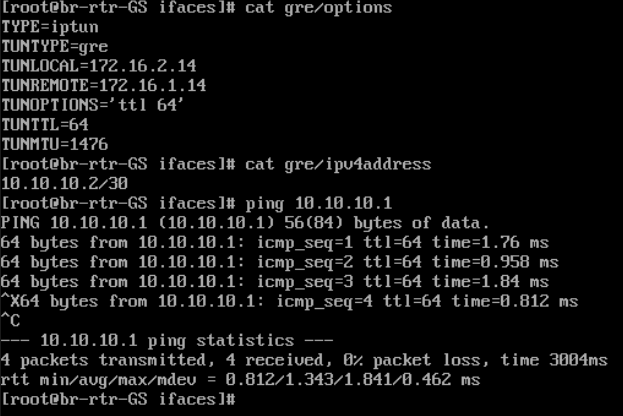 [root@br-rtr-GS ifaces]# cat gre/options
TYPE=iptun
TUNTYPE=gre
TUNLOCAL=172.16.2.14
TUNREMOTE=172.16.1.14
TUNOPTIONS='ttl 64'
TUNTTL=64
TUNMTU=1476
[root@br-rtr-GS ifaces]# cat gre/ipv4address
10.10.10.2/30
[root@br-rtr-GS ifaces]# ping 10.10.10.1
PING 10.10.10.1 (10.10.10.1) 56(84) bytes of data.
64 bytes from 10.10.10.1: icmp_seq=1 ttl=64 time=1.76 ms
64 bytes from 10.10.10.1: icmp_seq=2 ttl=64 time=0.958 ms
64 bytes from 10.10.10.1: icmp_seq=3 ttl=64 time=1.84 ms
^X64 bytes from 10.10.10.1: icmp_seq=4 ttl=64 time=0.812 ms
^C
--- 10.10.10.1 ping statistics ---
4 packets transmitted, 4 received, 0% packet loss, time 3004ms
rtt min/avg/max/mdev = 0.812/1.343/1.841/0.462 ms
[root@br-rtr-GS ifaces]#